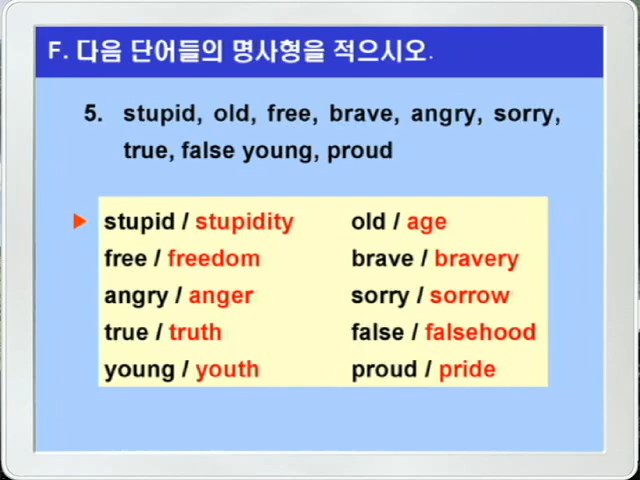 F. 다음 단어들의 명사형을 적으시오.
5. stupid, old, free, brave, angry, sorry,
true, false young, proud
stupid / stupidity old / age
free / freedom brave / bravery
angry / anger sorry / sorrow
true / truth false / falsehood
young / youth proud / pride